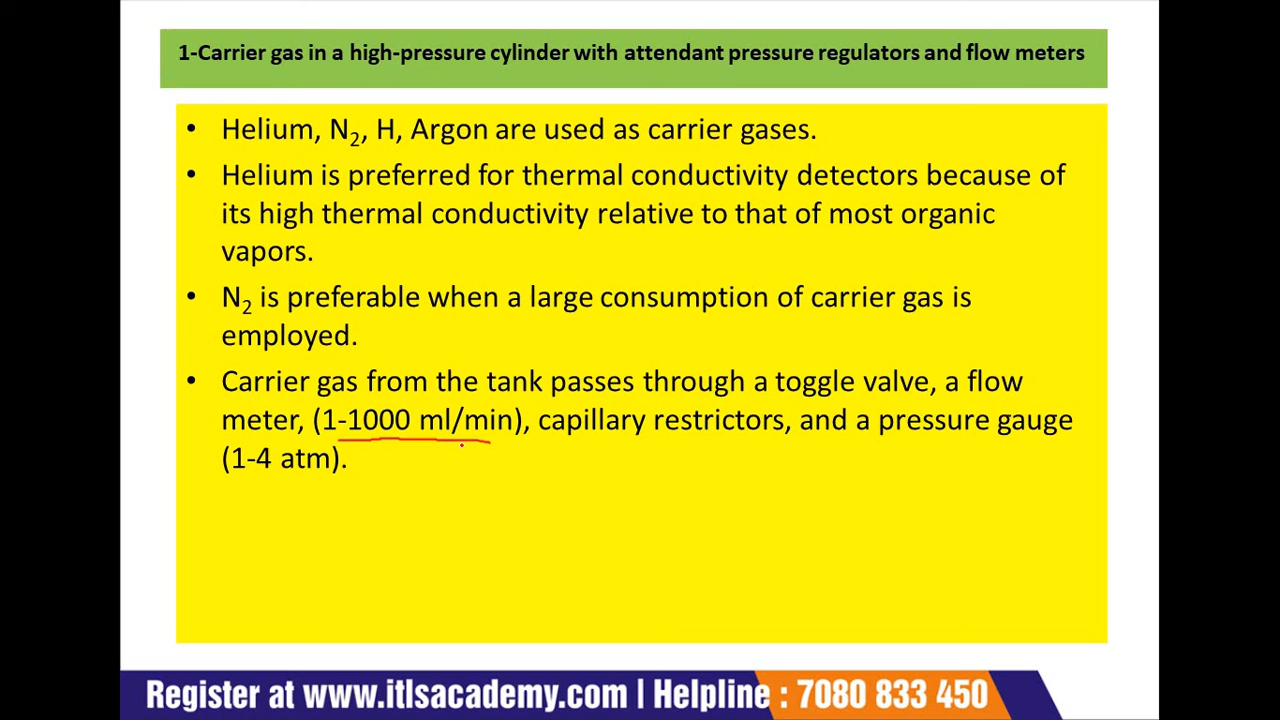 1-Carrier gas in a high-pressure cylinder with attendant pressure regulators and flow meters
• Helium, N2, H, Argon are used as carrier gases.
• Helium is preferred for thermal conductivity detectors because of
its high thermal conductivity relative to that of most organic
vapors.
• N2 is preferable when a large consumption of carrier gas is
employed.
• Carrier gas from the tank passes through a toggle valve, a flow
meter, (1-1000 ml/min), capillary restrictors, and a pressure gauge
(1-4 atm).
Register at www.itlsacademy.com | Helpline : 7080 833 450